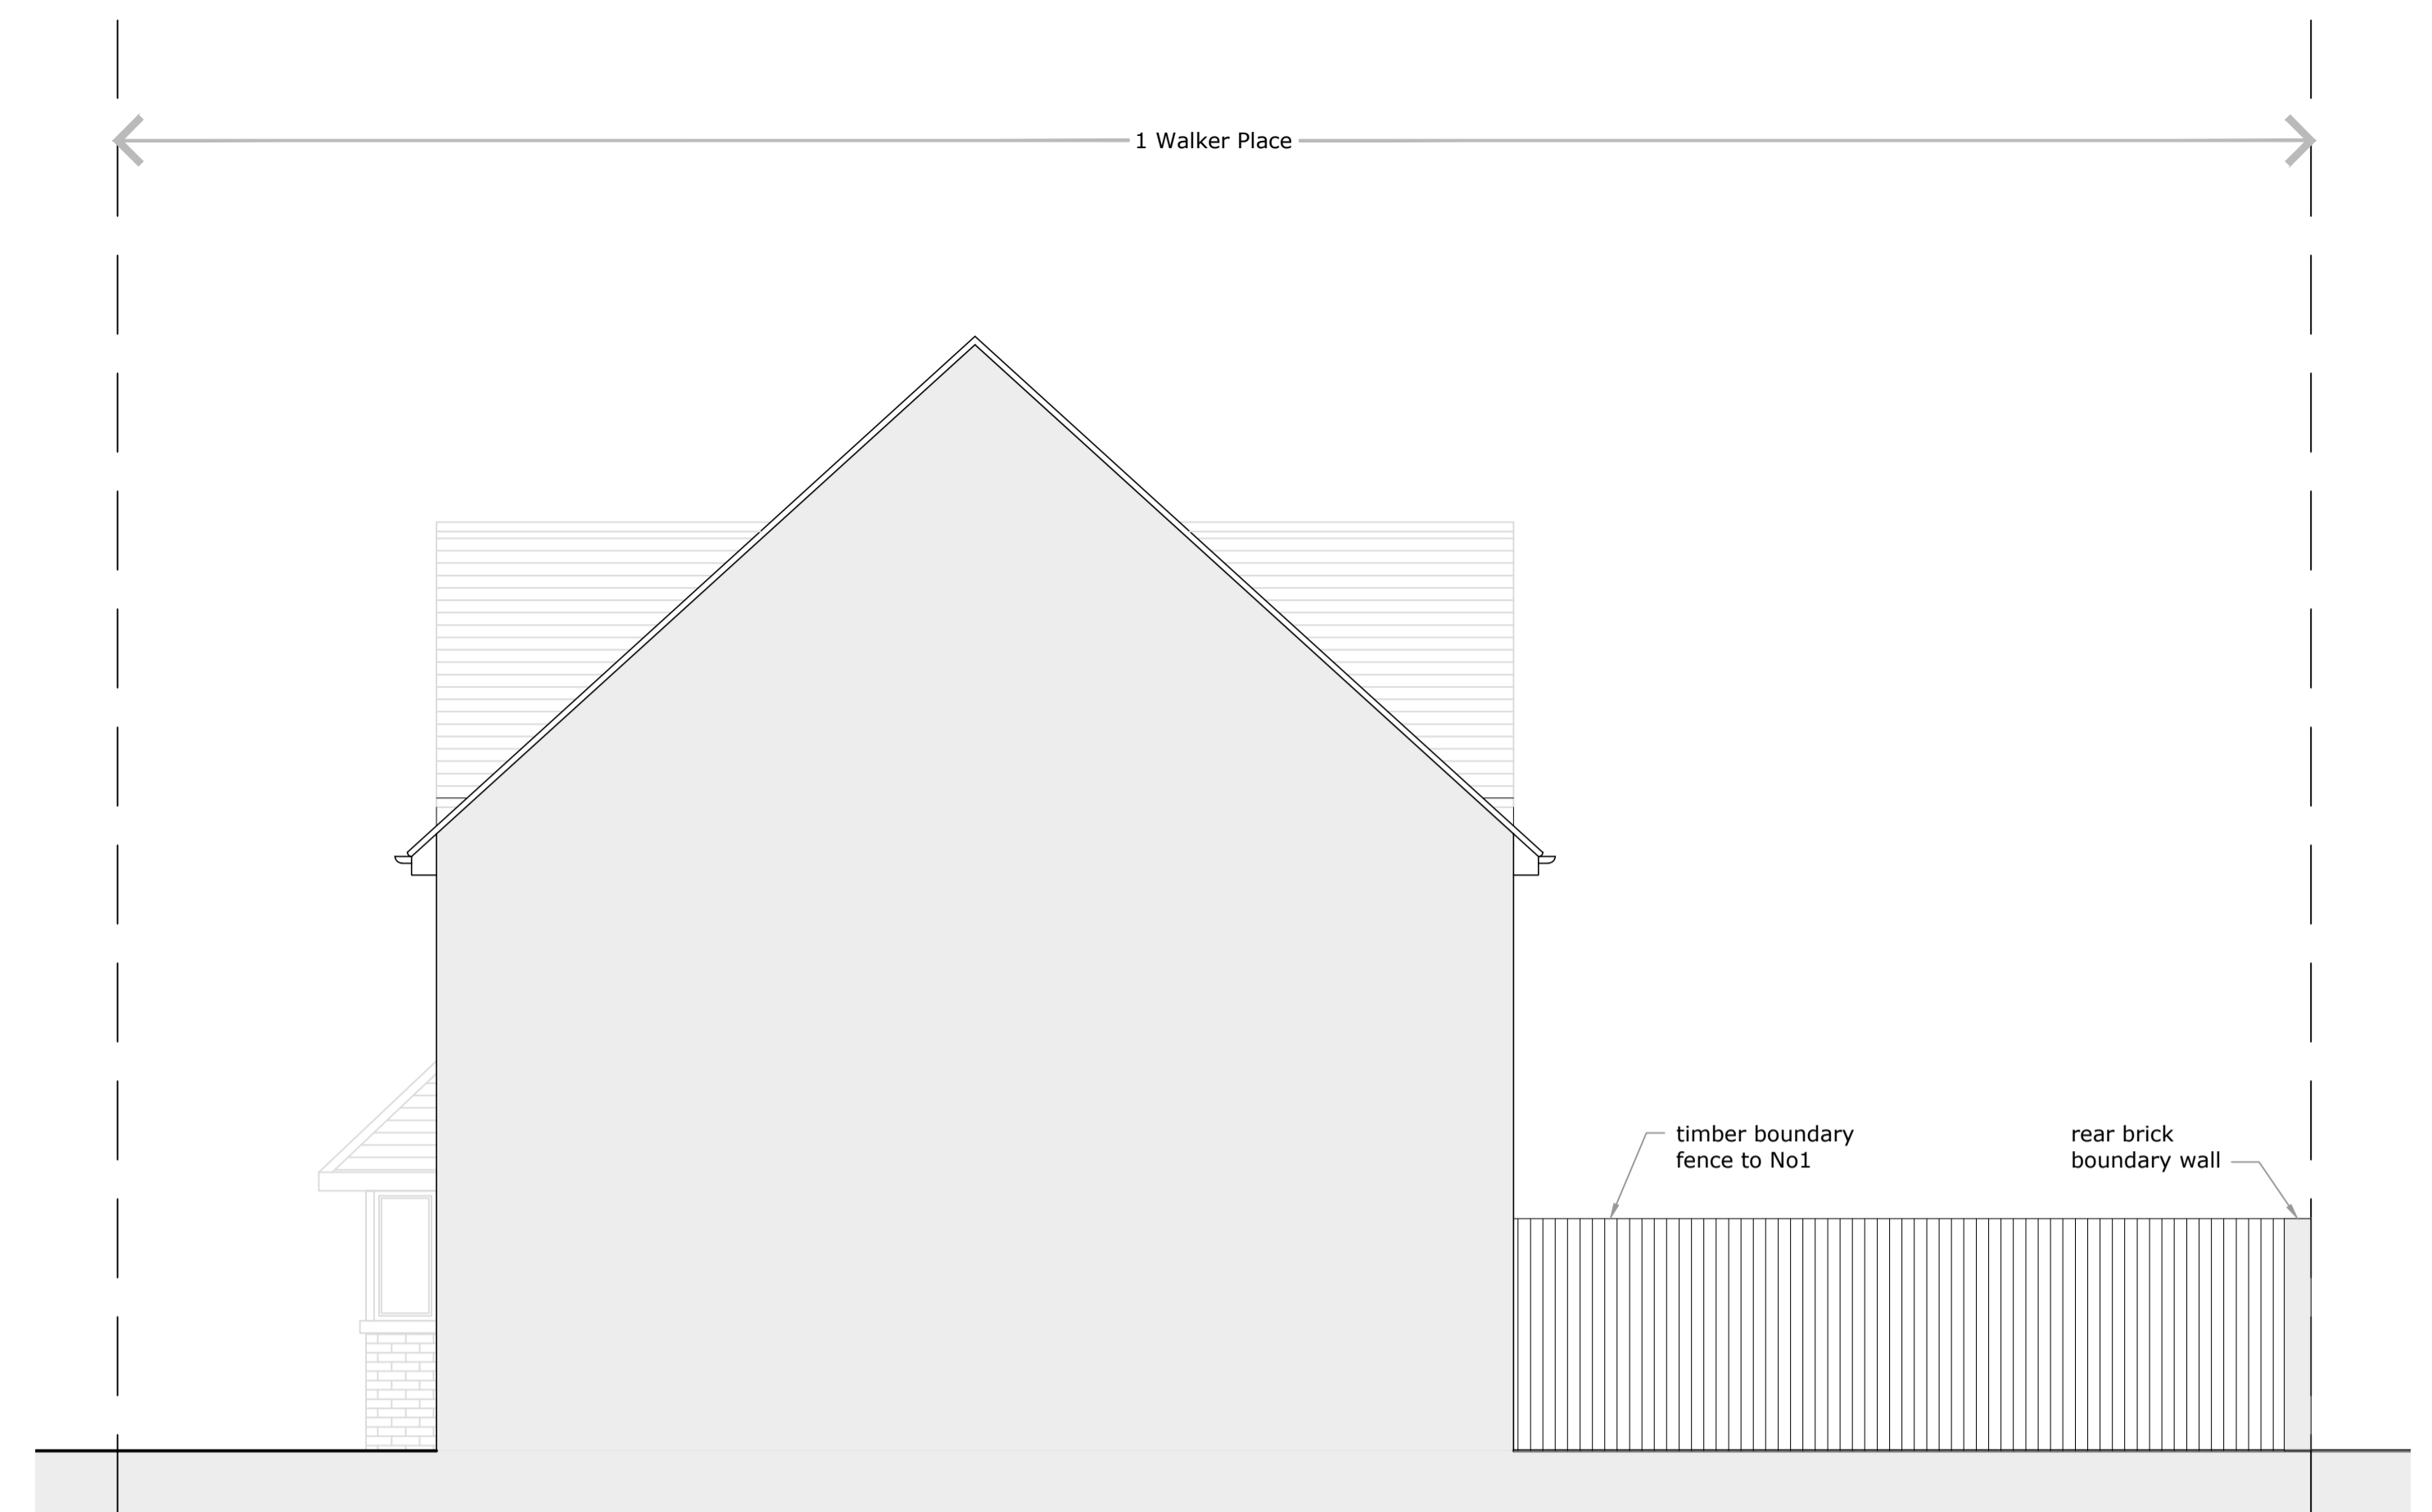 1 Walker Place
timber boundary
fence to No1
rear brick
boundary wall